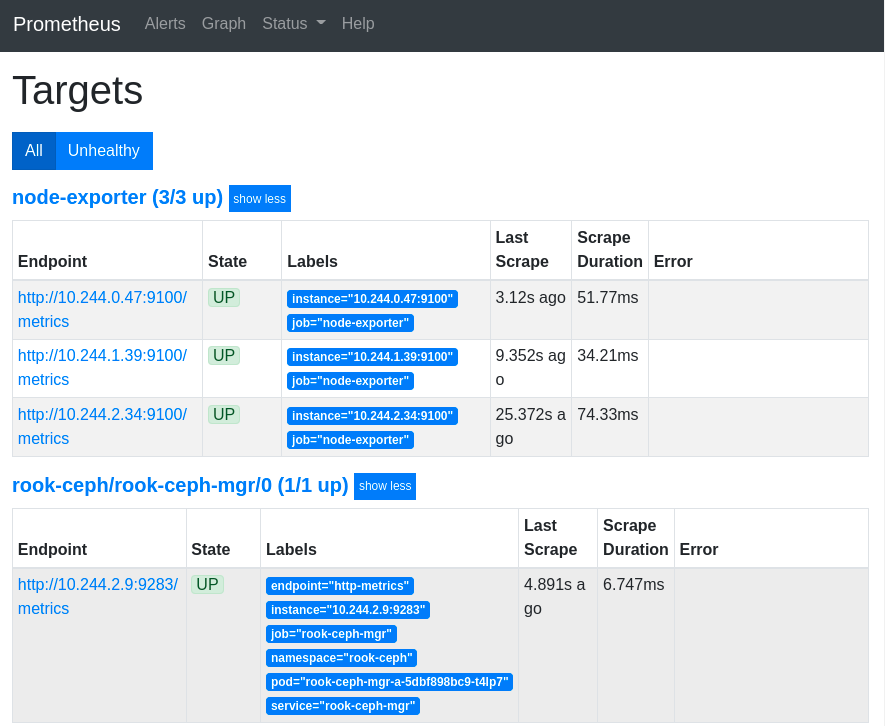 Prometheus Alerts Graph Status Help
Targets
All Unhealthy
node-exporter (3/3 up) show less
Endpoint State Labels Last Scrape Scrape Duration Error
http://10.244.0.47:9100/metrics UP instance="10.244.0.47:9100" 3.12s ago 51.77ms
job="node-exporter"
http://10.244.1.39:9100/metrics UP instance="10.244.1.39:9100" 9.352s ago 34.21ms
job="node-exporter"
http://10.244.2.34:9100/metrics UP instance="10.244.2.34:9100" 25.372s ago 74.33ms
job="node-exporter"
rook-ceph/rook-ceph-mgr/0 (1/1 up) show less
Endpoint State Labels Last Scrape Scrape Duration Error
http://10.244.2.9:9283/metrics UP endpoint="http-metrics" 4.891s ago 6.747ms
instance="10.244.2.9:9283"
job="rook-ceph-mgr"
namespace="rook-ceph"
pod="rook-ceph-mgr-a-5dbf898bc9-t4lp7"
service="rook-ceph-mgr"